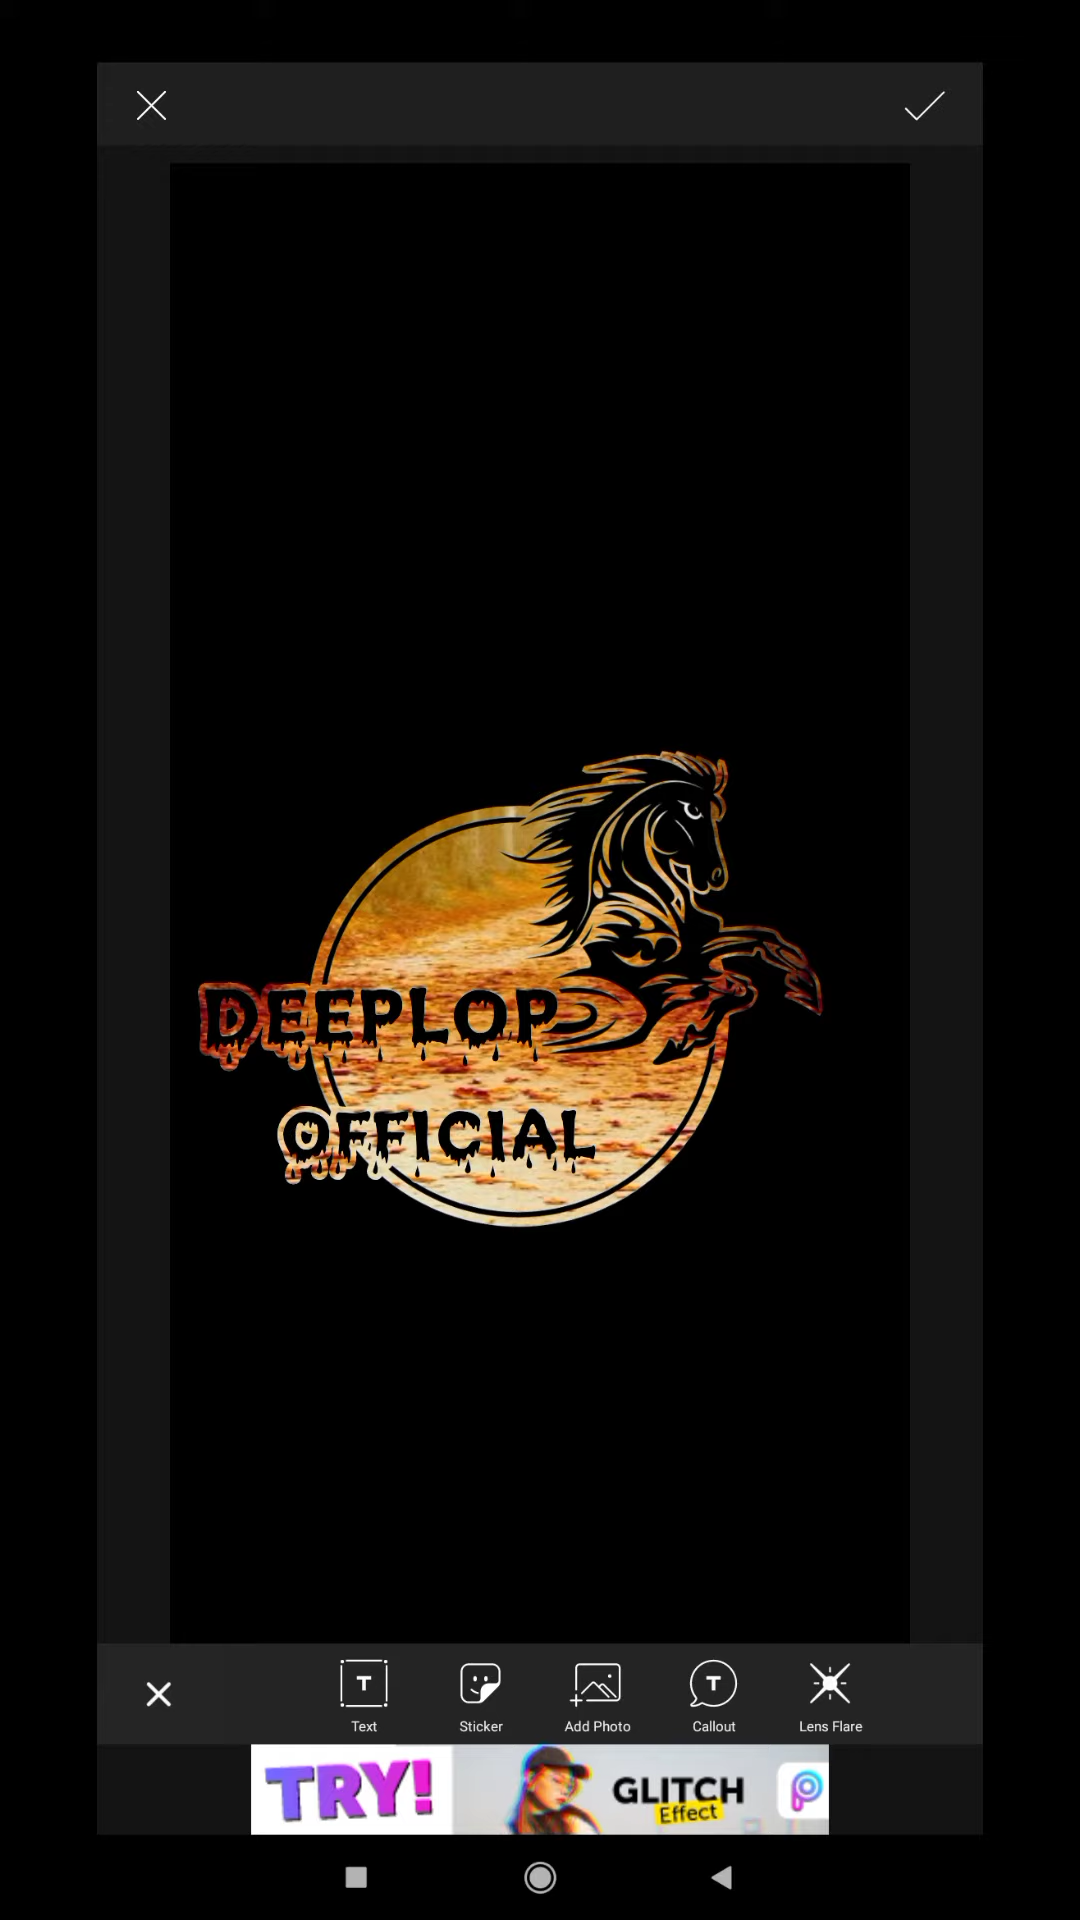 DEEPLOP
OFFICIAL
Text
Sticker
Add Photo
Callout
Lens Flare
TRY!
GLITCH
Effect